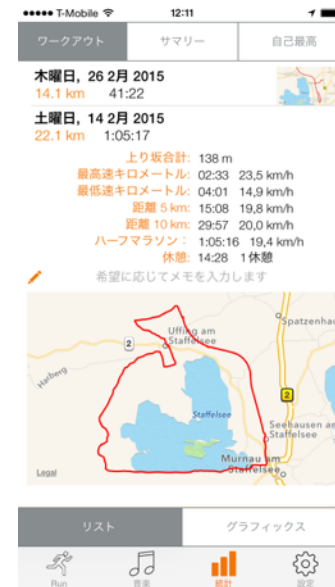 T-Mobile 12:11
ワークアウト サマリー 自己最高
木曜日, 26 2月 2015
14.1 km 41:22
土曜日, 14 2月 2015
22.1 km 1:05:17
上り坂合計: 138 m
最高速キロメートル: 02:33 23,5 km/h
最低速キロメートル: 04:01 14,9 km/h
距離 5 km: 15:08 19,8 km/h
距離 10 km: 29:57 20,0 km/h
ハーフマラソン： 1:05:16 19,4 km/h
休憩: 14:28 1 休憩
希望に応じてメモを入力します
Spatzenhau
Uffing am
Staffelsee
2
Harberg
2
Staffelsee
Seehausen am
Staffelsee
Murnau am
Staffelsee
Legal
リスト グラフィックス
Run 音楽 統計 設定